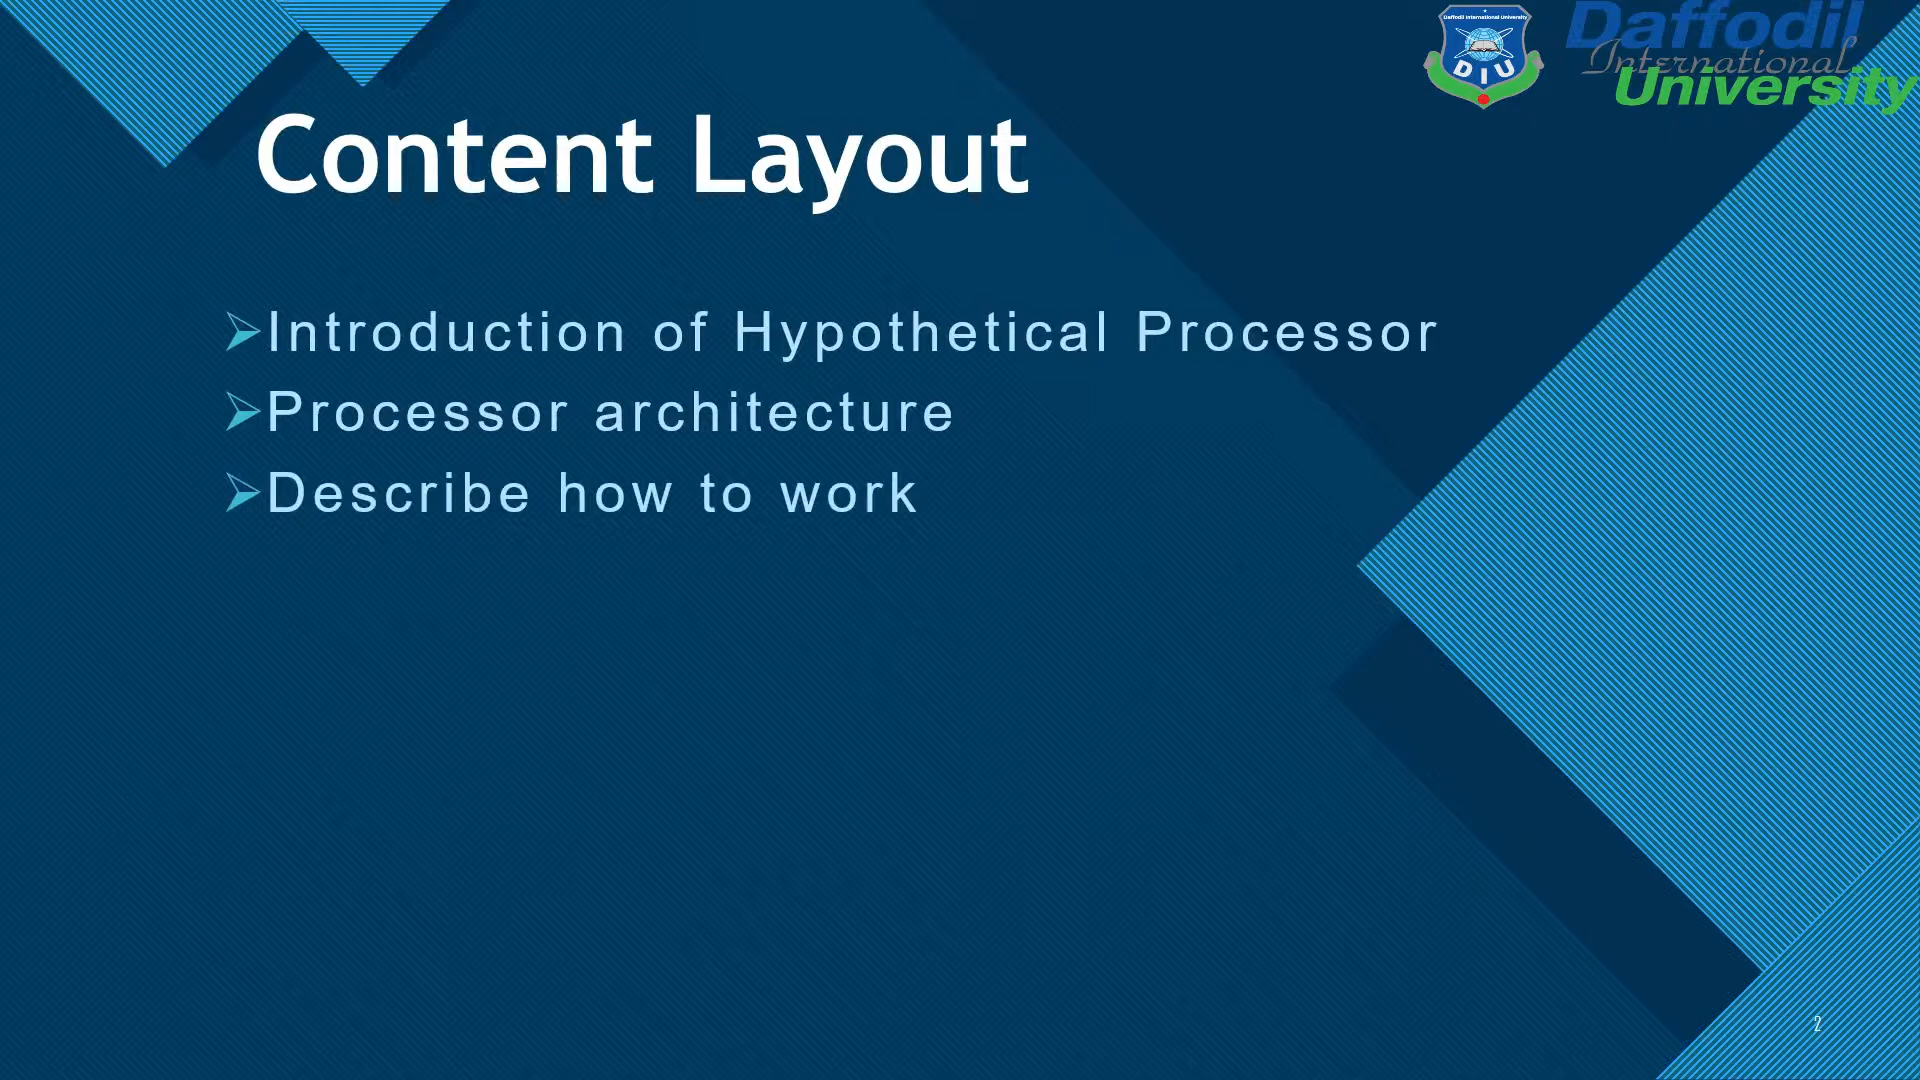 Daffodil International University
DIU
Daffodil
International
University
Content Layout
Introduction of Hypothetical Processor
Processor architecture
Describe how to work
2